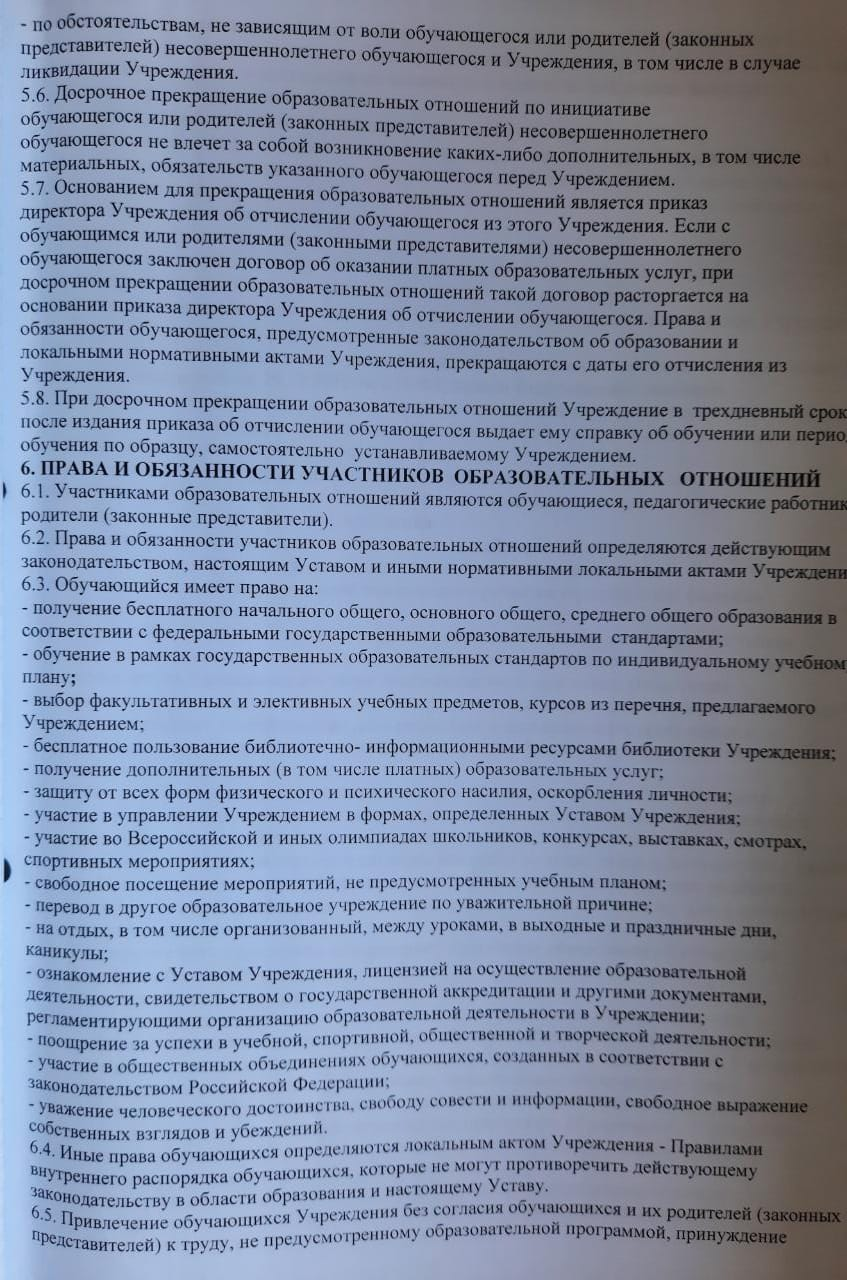 - по обстоятельствам, не зависящим от воли обучающегося или родителей (законных
представителей) несовершеннолетнего обучающегося и Учреждения, в том числе в случае
ликвидации Учреждения.
5.6. Досрочное прекращение образовательных отношений по инициативе
обучающегося или родителей (законных представителей) несовершеннолетнего
обучающегося не влечет за собой возникновение каких-либо дополнительных, в том числе
материальных, обязательств указанного обучающегося перед Учреждением.
5.7. Основанием для прекращения образовательных отношений является приказ
директора Учреждения об отчислении обучающегося из этого Учреждения. Если с
обучающимся или родителями (законными представителями) несовершеннолетнего
обучающегося заключен договор об оказании платных образовательных услуг, при
досрочном прекращении образовательных отношений такой договор расторгается на
основании приказа директора Учреждения об отчислении обучающегося. Права и
обязанности обучающегося, предусмотренные законодательством об образовании и
локальными нормативными актами Учреждения, прекращаются с даты его отчисления из
Учреждения.
5.8. При досрочном прекращении образовательных отношений Учреждение в трехдневный срок
после издания приказа об отчислении обучающегося выдает ему справку об обучении или период
обучения по образцу, самостоятельно устанавливаемому Учреждением.
6. ПРАВА И ОБЯЗАННОСТИ УЧАСТНИКОВ ОБРАЗОВАТЕЛЬНЫХ ОТНОШЕНИЙ
6.1. Участниками образовательных отношений являются обучающиеся, педагогические работник
родители (законные представители).
6.2. Права и обязанности участников образовательных отношений определяются действующим
законодательством, настоящим Уставом и иными нормативными локальными актами Учреждени
6.3. Обучающийся имеет право на:
- получение бесплатного начального общего, основного общего, среднего общего образования в
соответствии с федеральными государственными образовательными стандартами;
- обучение в рамках государственных образовательных стандартов по индивидуальному учебном
плану;
- выбор факультативных и элективных учебных предметов, курсов из перечня, предлагаемого
Учреждением;
- бесплатное пользование библиотечно- информационными ресурсами библиотеки Учреждения;
- получение дополнительных (в том числе платных) образовательных услуг;
- защиту от всех форм физического и психического насилия, оскорбления личности;
- участие в управлении Учреждением в формах, определенных Уставом Учреждения;
- участие во Всероссийской и иных олимпиадах школьников, конкурсах, выставках, смотрах,
спортивных мероприятиях;
- свободное посещение мероприятий, не предусмотренных учебным планом;
- перевод в другое образовательное учреждение по уважительной причине;
- на отдых, в том числе организованный, между уроками, в выходные и праздничные дни,
каникулы;
- ознакомление с Уставом Учреждения, лицензией на осуществление образовательной
деятельности, свидетельством о государственной аккредитации и другими документами,
регламентирующими организацию образовательной деятельности в Учреждении;
- поощрение за успехи в учебной, спортивной, общественной и творческой деятельности;
- участие в общественных объединениях обучающихся, созданных в соответствии с
законодательством Российской Федерации;
- уважение человеческого достоинства, свободу совести и информации, свободное выражение
собственных взглядов и убеждений.
6.4. Иные права обучающихся определяются локальным актом Учреждения - Правилами
внутреннего распорядка обучающихся, которые не могут противоречить действующему
законодательству в области образования и настоящему Уставу.
6.5. Привлечение обучающихся Учреждения без согласия обучающихся и их родителей (законных
представителей) к труду, не предусмотренному образовательной программой, принуждение